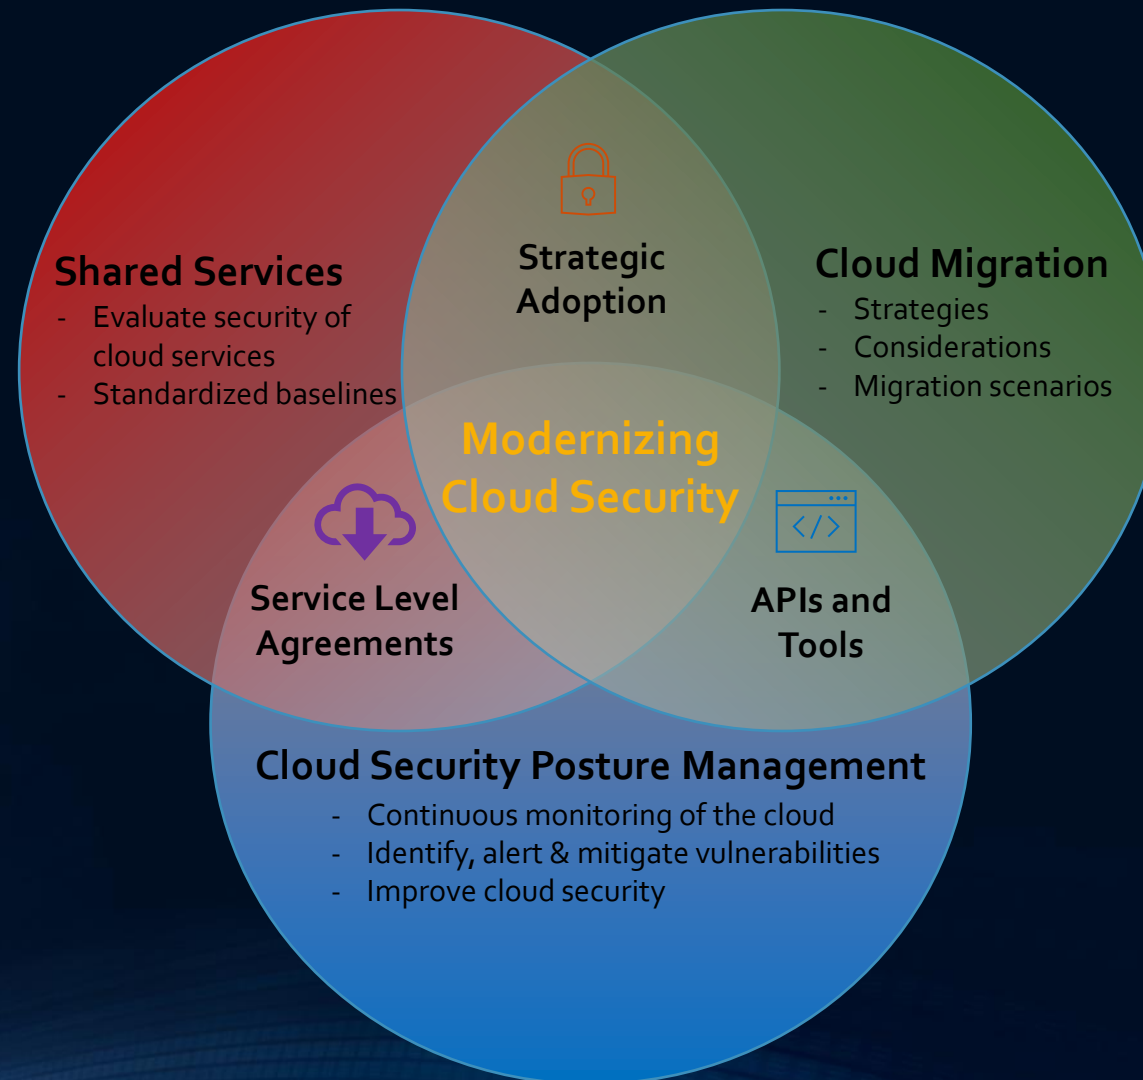 Strategic
Adoption
Shared Services
- Evaluate security of
cloud services
- Standardized baselines
Cloud Migration
- Strategies
- Considerations
- Migration scenarios
Modernizing
Cloud Security
</>
Service Level
Agreements
APIs and
Tools
Cloud Security Posture Management
- Continuous monitoring of the cloud
- Identify, alert & mitigate vulnerabilities
- Improve cloud security